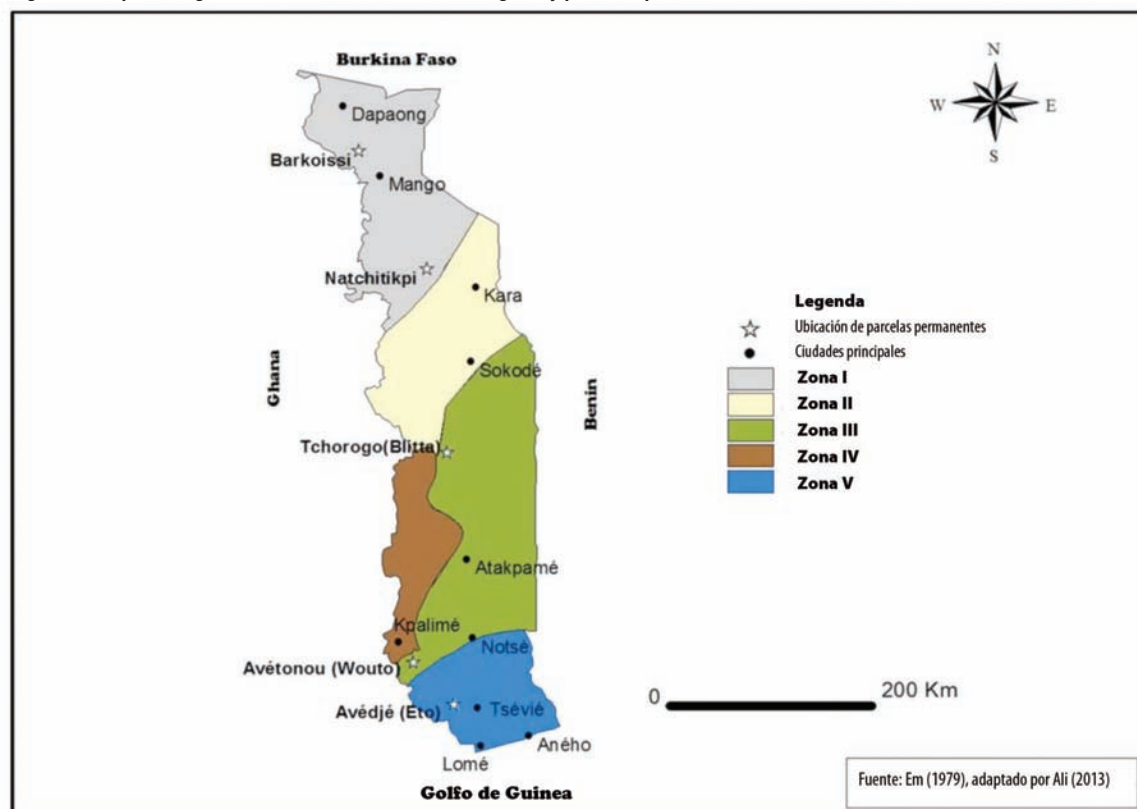 Burkina Faso
N
W
E
S
Dapaong
Barkoissi
Mango
Natchitikpi
Kara
Legenda
Ubicación de parcelas permanentes
Ciudades principales
Zona I
Zona II
Zona III
Zona IV
Zona V
Ghana
Benin
Sokodé
Tchorogo(Blitta)
Atakpamé
Kpalimé
Notsé
Avétonou (Wouto)
Avédjé (Eto)
Tsévié
Aného
Lomé
Golfo de Guinea
0
200 Km
Fuente: Em (1979), adaptado por Ali (2013)